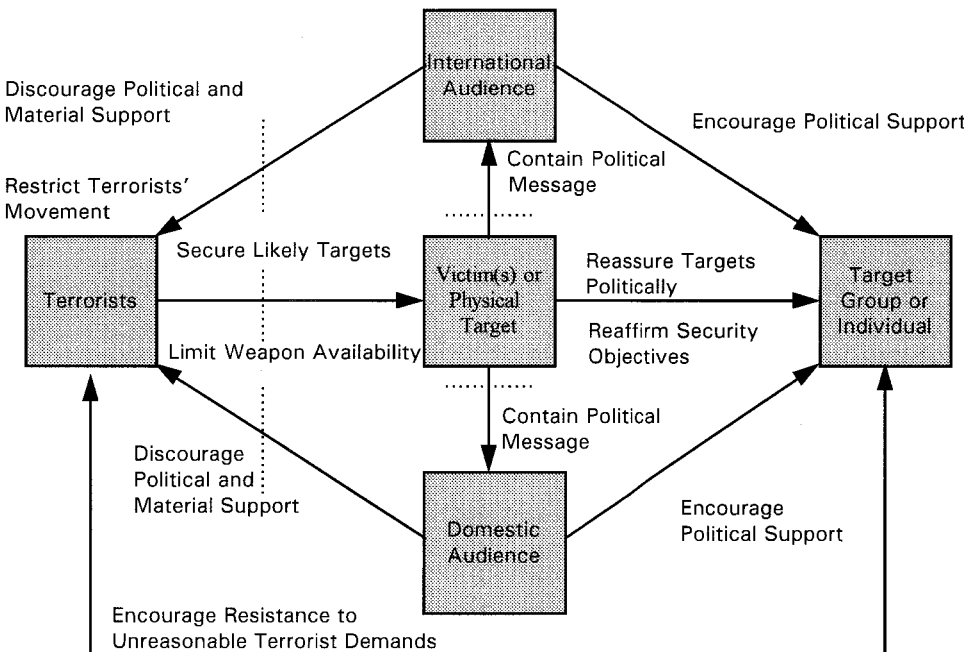 International
Audience
Discourage Political and
Material Support
Encourage Political Support
Contain Political
Message
Restrict Terrorists'
Movement
Secure Likely Targets
Terrorists
Victim(s) or
Physical
Target
Reassure Targets
Politically
Target
Group or
Individual
Limit Weapon Availability
Reaffirm Security
Objectives
Contain Political
Message
Discourage
Political and
Material Support
Domestic
Audience
Encourage
Political Support
Encourage Resistance to
Unreasonable Terrorist Demands